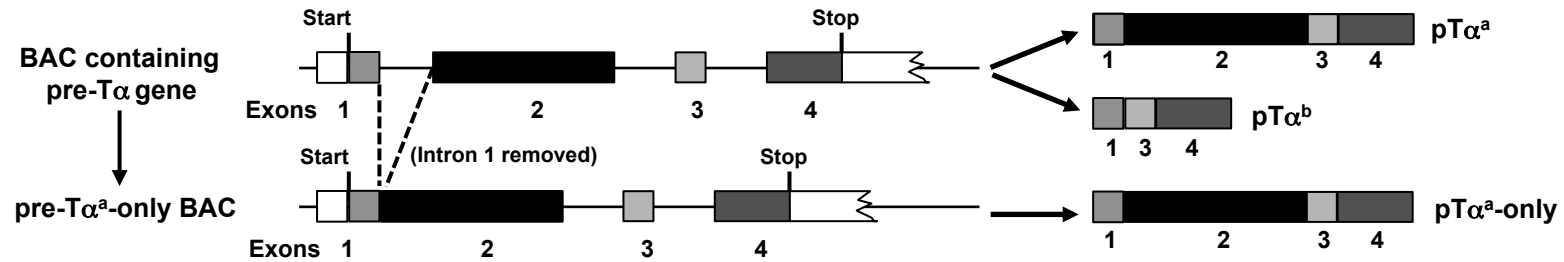 BAC containing
pre-Tα gene
Start
Stop
Exons 1 2 3 4
pTαᵃ
1 2 3 4
pTαᵇ
1 3 4
(Intron 1 removed)
pre-Tαᵃ-only BAC
Start
Stop
Exons 1 2 3 4
pTαᵃ-only
1 2 3 4